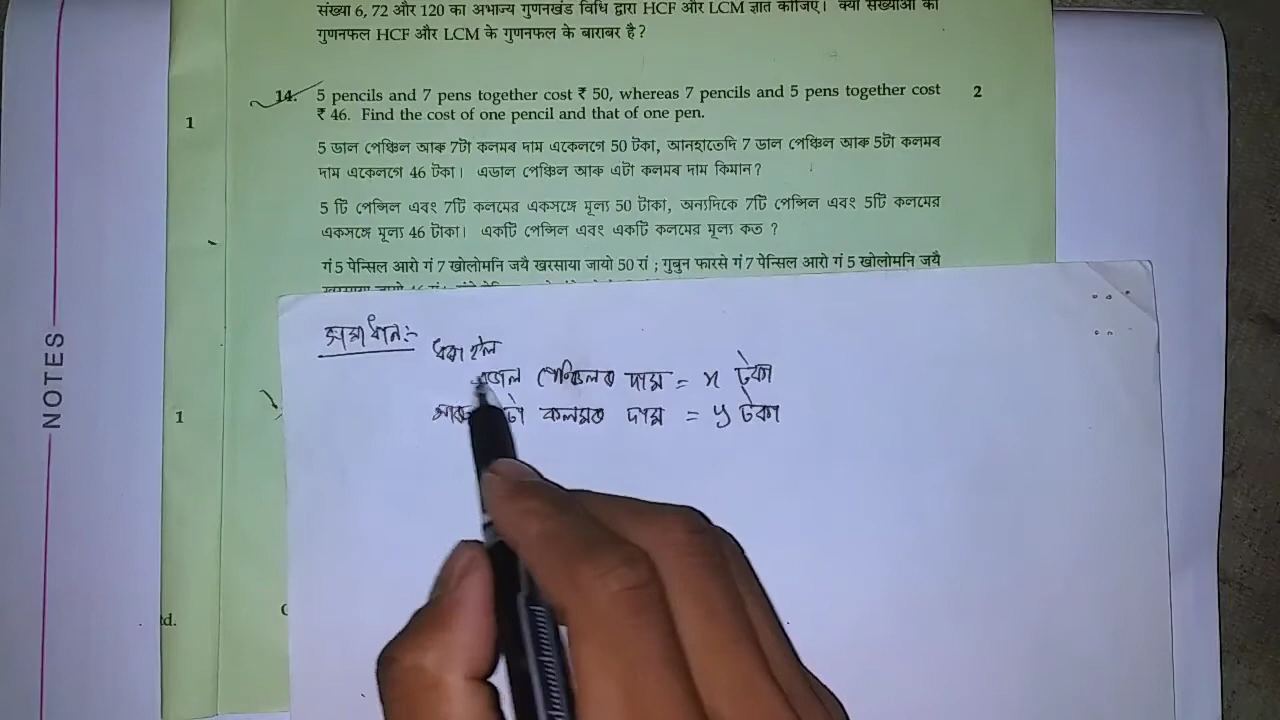 संख्या 6, 72 और 120 का अभाज्य गुणनखंड विधि द्वारा HCF और LCM ज्ञात कीजिए। क्या संख्याओं का
गुणनफल HCF और LCM के गुणनफल के बाराबर है ?
14. 5 pencils and 7 pens together cost ₹ 50, whereas 7 pencils and 5 pens together cost 2
₹ 46. Find the cost of one pencil and that of one pen.
1
5 ডাল পেঞ্চিল আৰু 7টা কলমৰ দাম একেলগে 50 টকা, আনহাতেদি 7 ডাল পেঞ্চিল আৰু 5টা কলমৰ
দাম একেলগে 46 টকা। এডাল পেঞ্চিল আৰু এটা কলমৰ দাম কিমান ?
5 টি পেন্সিল এবং 7টি কলমের একসঙ্গে মূল্য 50 টাকা, অন্যদিকে 7টি পেন্সিল এবং 5টি কলমের
একসঙ্গে মূল্য 46 টাকা। একটি পেন্সিল এবং একটি কলমের মূল্য কত ?
गं 5 पेन्सिल आरो गं 7 खोलोमनि जयै खरसाया जायो 50 रां ; गुबुन फारसे गं 7 पेन्सिल आरो गं 5 खोलोमनि जयै
NOTES
সমাধান:-
ধৰা হ'ল
পেঞ্চিলৰ দাম = x টকা
কলমৰ দাম = y টকা
1
d.